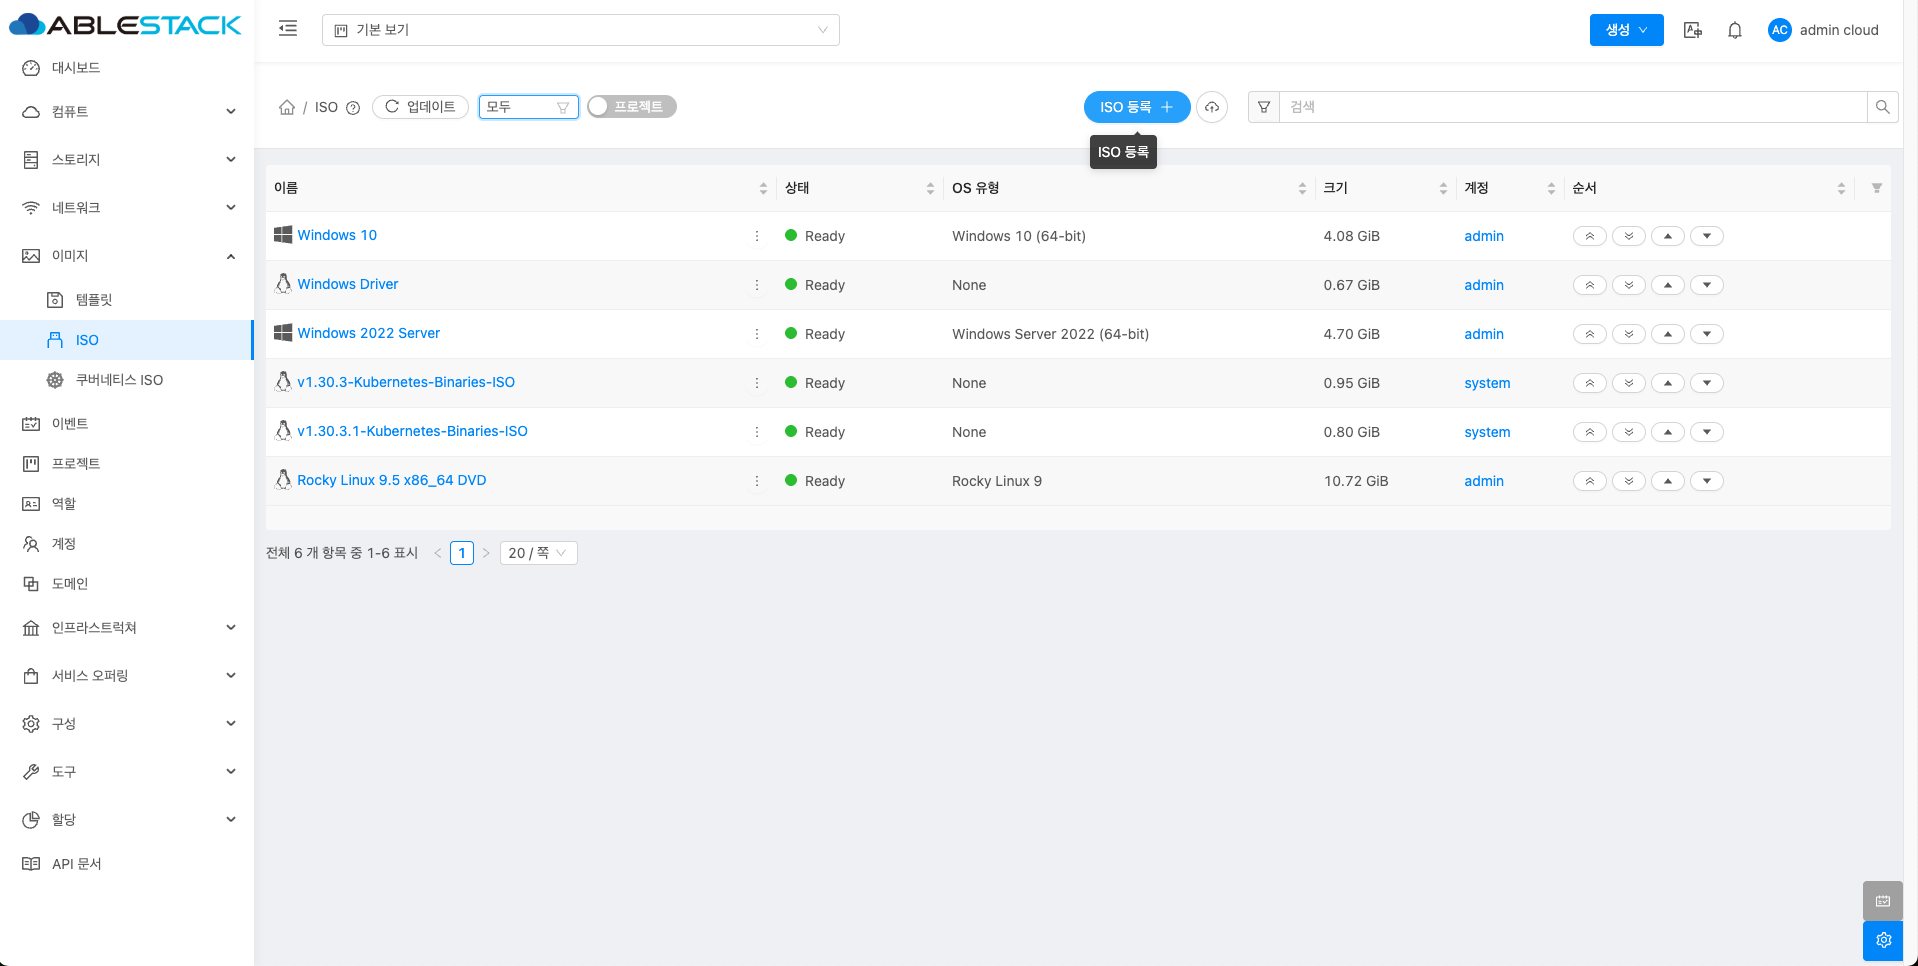 ABLESTACK
기본 보기
생성
AC admin cloud
대시보드
컴퓨트
스토리지
네트워크
이미지
템플릿
ISO
쿠버네티스 ISO
이벤트
프로젝트
역할
계정
도메인
인프라스트럭쳐
서비스 오퍼링
구성
도구
할당
API 문서
/ ISO 업데이트 모두 프로젝트 ISO 등록 검색
ISO 등록
이름 상태 OS 유형 크기 계정 순서
Windows 10 Ready Windows 10 (64-bit) 4.08 GiB admin
Windows Driver Ready None 0.67 GiB admin
Windows 2022 Server Ready Windows Server 2022 (64-bit) 4.70 GiB admin
v1.30.3-Kubernetes-Binaries-ISO Ready None 0.95 GiB system
v1.30.3.1-Kubernetes-Binaries-ISO Ready None 0.80 GiB system
Rocky Linux 9.5 x86_64 DVD Ready Rocky Linux 9 10.72 GiB admin
전체 6 개 항목 중 1-6 표시 < 1 > 20 / 쪽